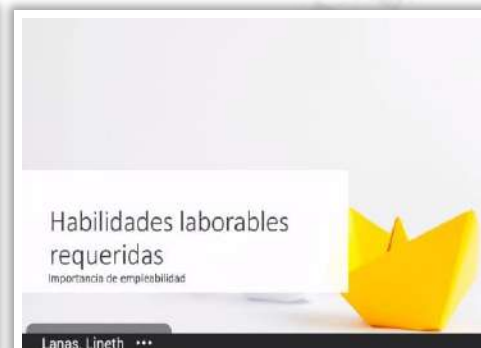 Habilidades laborables
requeridas
Importancia de empleabilidad
Lanas, Lineth •••